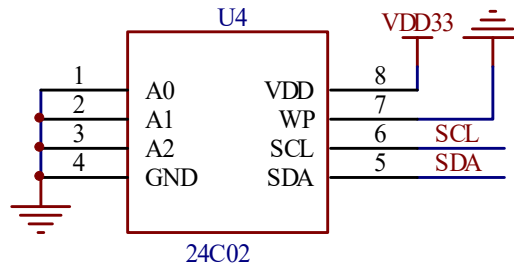 U4
VDD33
1 A0 VDD 8
2 A1 WP 7
3 A2 SCL 6 SCL
4 GND SDA 5 SDA
24C02